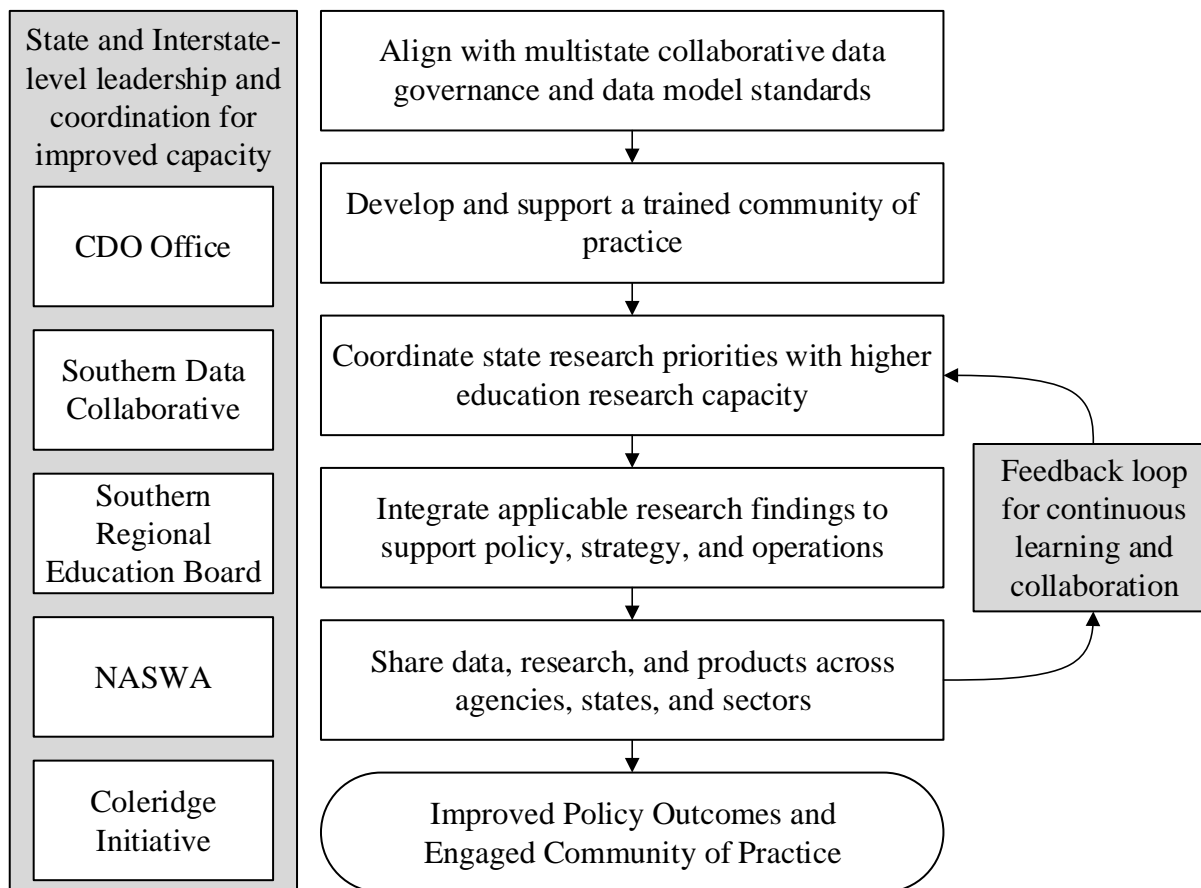 State and Interstate-
level leadership and
coordination for
improved capacity
CDO Office
Southern Data
Collaborative
Southern
Regional
Education Board
NASWA
Coleridge
Initiative
Align with multistate collaborative data
governance and data model standards
Develop and support a trained community of
practice
Coordinate state research priorities with higher
education research capacity
Integrate applicable research findings to
support policy, strategy, and operations
Share data, research, and products across
agencies, states, and sectors
Improved Policy Outcomes and
Engaged Community of Practice
Feedback loop
for continuous
learning and
collaboration